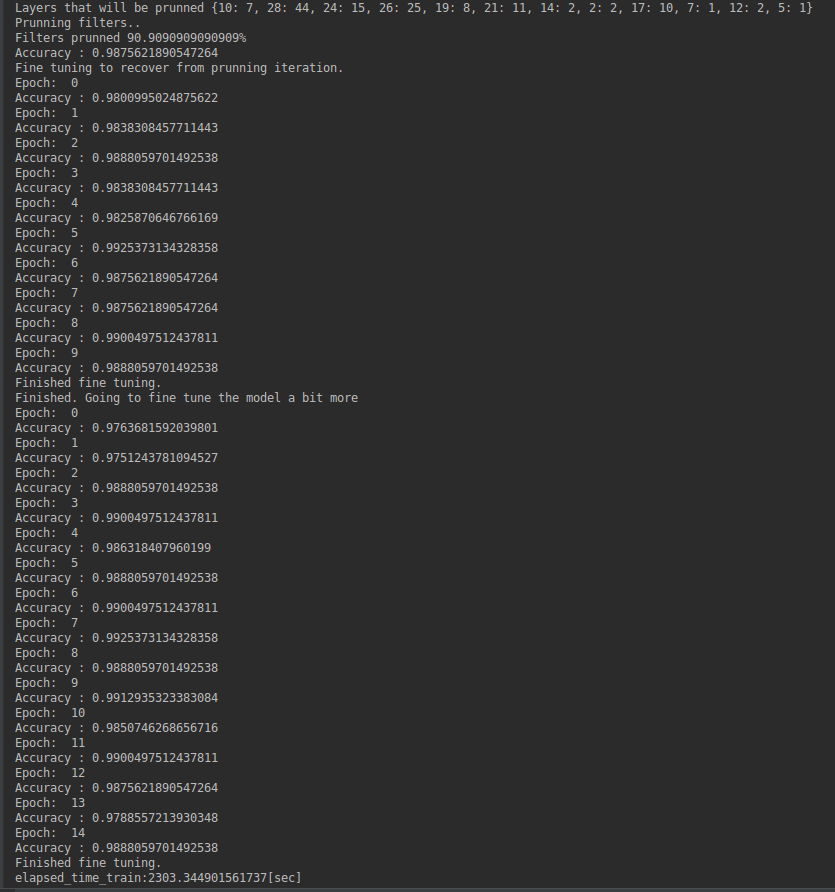 Layers that will be prunned {10: 7, 28: 44, 24: 15, 26: 25, 19: 8, 21: 11, 14: 2, 2: 2, 17: 10, 7: 1, 12: 2, 5: 1}
Prunning filters..
Filters prunned 90.9090909090909%
Accuracy : 0.9875621890547264
Fine tuning to recover from prunning iteration.
Epoch:  0
Accuracy : 0.9800995024875622
Epoch:  1
Accuracy : 0.9838308457711443
Epoch:  2
Accuracy : 0.9888059701492538
Epoch:  3
Accuracy : 0.9838308457711443
Epoch:  4
Accuracy : 0.9825870646766169
Epoch:  5
Accuracy : 0.9925373134328358
Epoch:  6
Accuracy : 0.9875621890547264
Epoch:  7
Accuracy : 0.9875621890547264
Epoch:  8
Accuracy : 0.9900497512437811
Epoch:  9
Accuracy : 0.9888059701492538
Finished fine tuning.
Finished. Going to fine tune the model a bit more
Epoch:  0
Accuracy : 0.9763681592039801
Epoch:  1
Accuracy : 0.9751243781094527
Epoch:  2
Accuracy : 0.9888059701492538
Epoch:  3
Accuracy : 0.9900497512437811
Epoch:  4
Accuracy : 0.986318407960199
Epoch:  5
Accuracy : 0.9888059701492538
Epoch:  6
Accuracy : 0.9900497512437811
Epoch:  7
Accuracy : 0.9925373134328358
Epoch:  8
Accuracy : 0.9888059701492538
Epoch:  9
Accuracy : 0.9912935323383084
Epoch:  10
Accuracy : 0.9850746268656716
Epoch:  11
Accuracy : 0.9900497512437811
Epoch:  12
Accuracy : 0.9875621890547264
Epoch:  13
Accuracy : 0.9788557213930348
Epoch:  14
Accuracy : 0.9888059701492538
Finished fine tuning.
elapsed_time_train:2303.344901561737[sec]